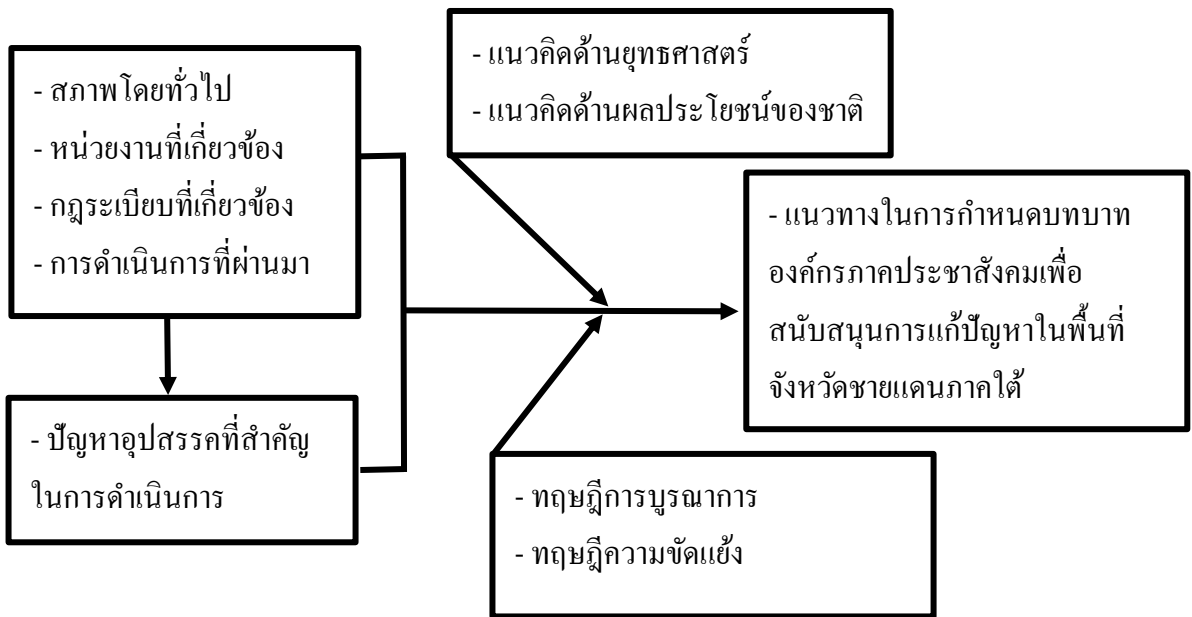 - สภาพโดยทั่วไป
- หน่วยงานที่เกี่ยวข้อง
- กฎระเบียบที่เกี่ยวข้อง
- การดำเนินการที่ผ่านมา
- ปัญหาอุปสรรคที่สำคัญ
ในการดำเนินการ
- แนวคิดด้านยุทธศาสตร์
- แนวคิดด้านผลประโยชน์ของชาติ
- ทฤษฎีการบูรณาการ
- ทฤษฎีความขัดแย้ง
- แนวทางในการกำหนดบทบาท
องค์กรภาคประชาสังคมเพื่อ
สนับสนุนการแก้ปัญหาในพื้นที่
จังหวัดชายแดนภาคใต้